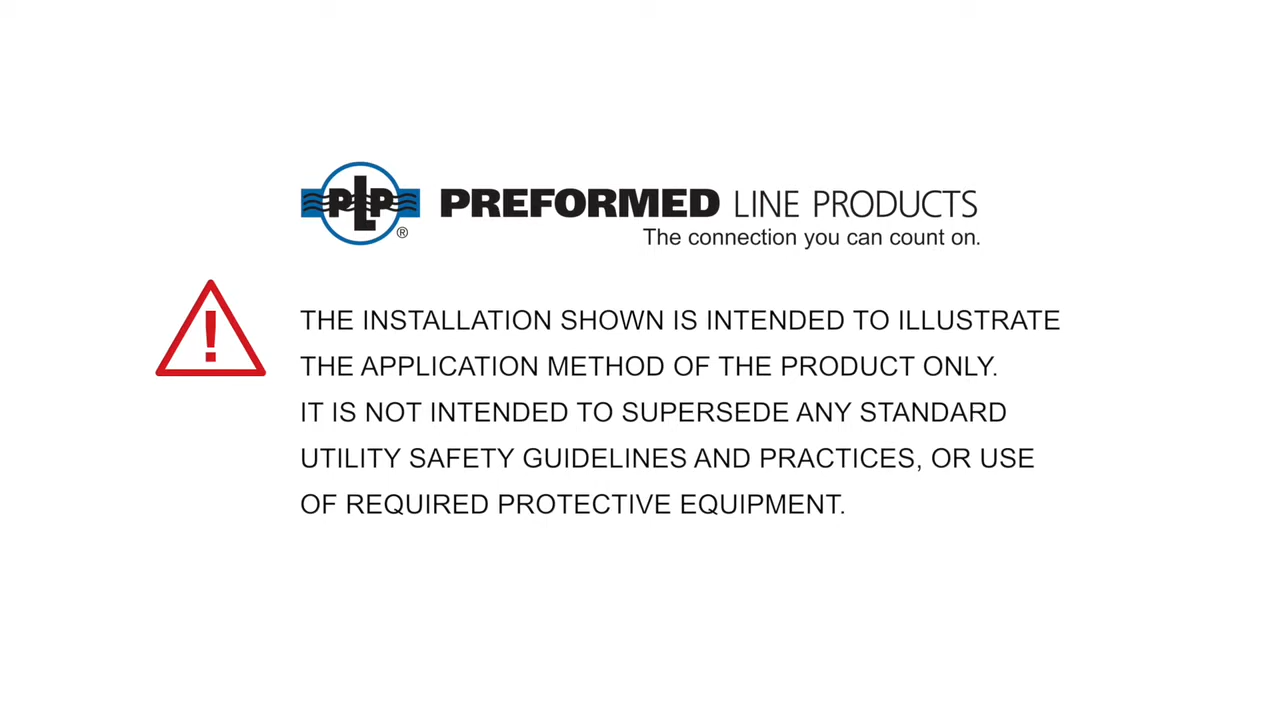 PLP® PREFORMED LINE PRODUCTS
The connection you can count on.
! THE INSTALLATION SHOWN IS INTENDED TO ILLUSTRATE
THE APPLICATION METHOD OF THE PRODUCT ONLY.
IT IS NOT INTENDED TO SUPERSEDE ANY STANDARD
UTILITY SAFETY GUIDELINES AND PRACTICES, OR USE
OF REQUIRED PROTECTIVE EQUIPMENT.